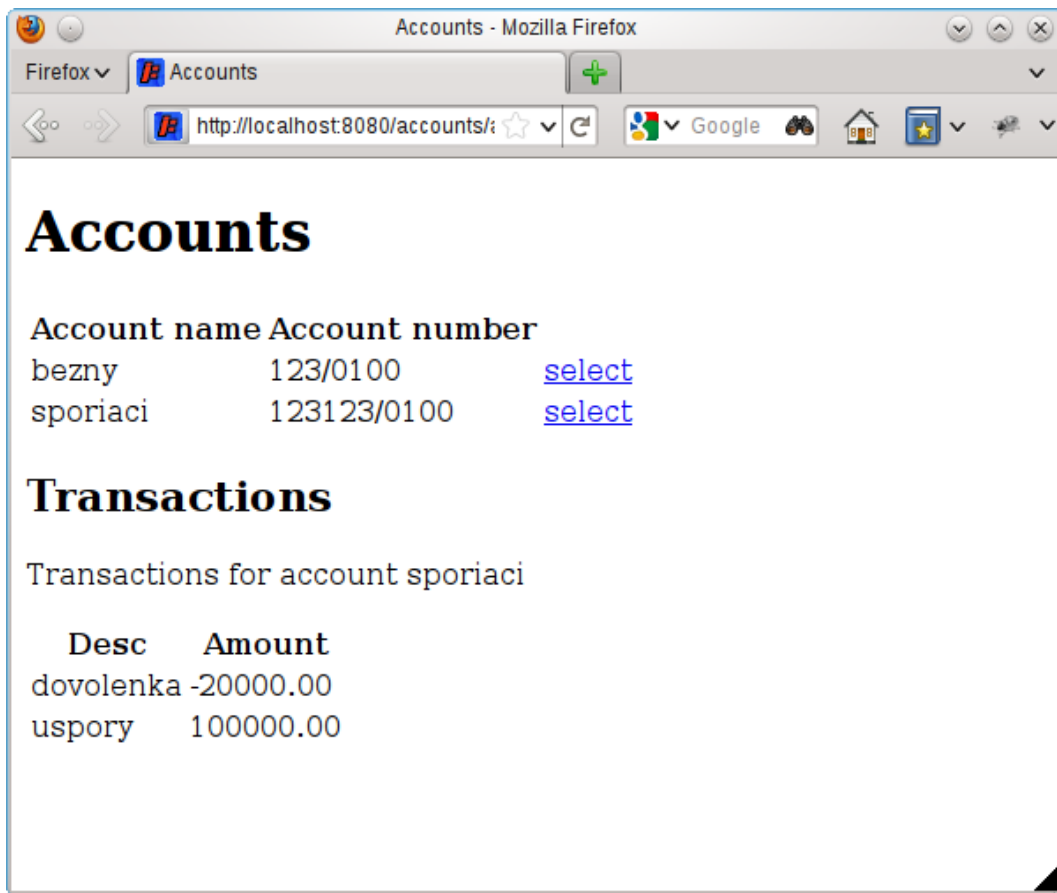 Accounts - Mozilla Firefox
Firefox Accounts
http://localhost:8080/accounts/a Google
Accounts
Account name Account number
bezny 123/0100 select
sporiaci 123123/0100 select
Transactions
Transactions for account sporiaci
Desc Amount
dovolenka -20000.00
uspory 100000.00